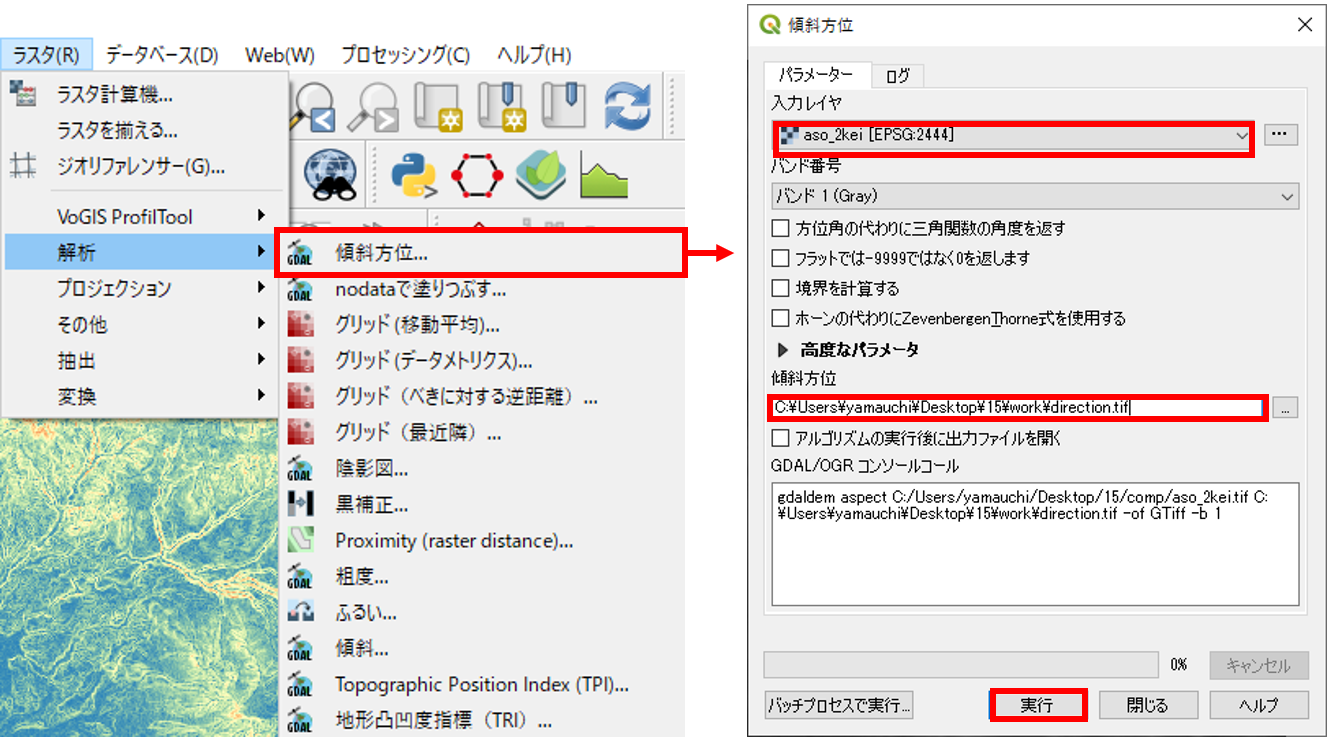 ラスタ(R) データベース(D) Web(W) プロセッシング(C) ヘルプ(H)
ラスタ計算機...
ラスタを揃える...
ジオリファレンサー(G)...
VoGIS ProfilTool
解析
プロジェクション
その他
抽出
変換
GDAL 傾斜方位...
GDAL nodataで塗りつぶす...
グリッド (移動平均)...
グリッド (データメトリクス)...
グリッド（べきに対する逆距離）...
グリッド（最近隣）...
GDAL 陰影図...
黒補正...
Proximity (raster distance)...
GDAL 粗度...
ふるい...
GDAL 傾斜...
GDAL Topographic Position Index (TPI)...
GDAL 地形凸凹度指標（TRI）...
傾斜方位
パラメーター ログ
入力レイヤ
aso_2kei [EPSG:2444] ...
バンド番号
バンド 1 (Gray)
方位角の代わりに三角関数の角度を返す
フラットでは-9999ではなく0を返します
境界を計算する
ホーンの代わりにZevenbergenThorne式を使用する
高度なパラメータ
傾斜方位
C:¥Users¥yamauchi¥Desktop¥15¥work¥direction.tif ...
アルゴリズムの実行後に出力ファイルを開く
GDAL/OGR コンソールコール
gdaldem aspect C:/Users/yamauchi/Desktop/15/comp/aso_2kei.tif C:
¥Users¥yamauchi¥Desktop¥15¥work¥direction.tif -of GTiff -b 1
0% キャンセル
バッチプロセスで実行... 実行 閉じる ヘルプ